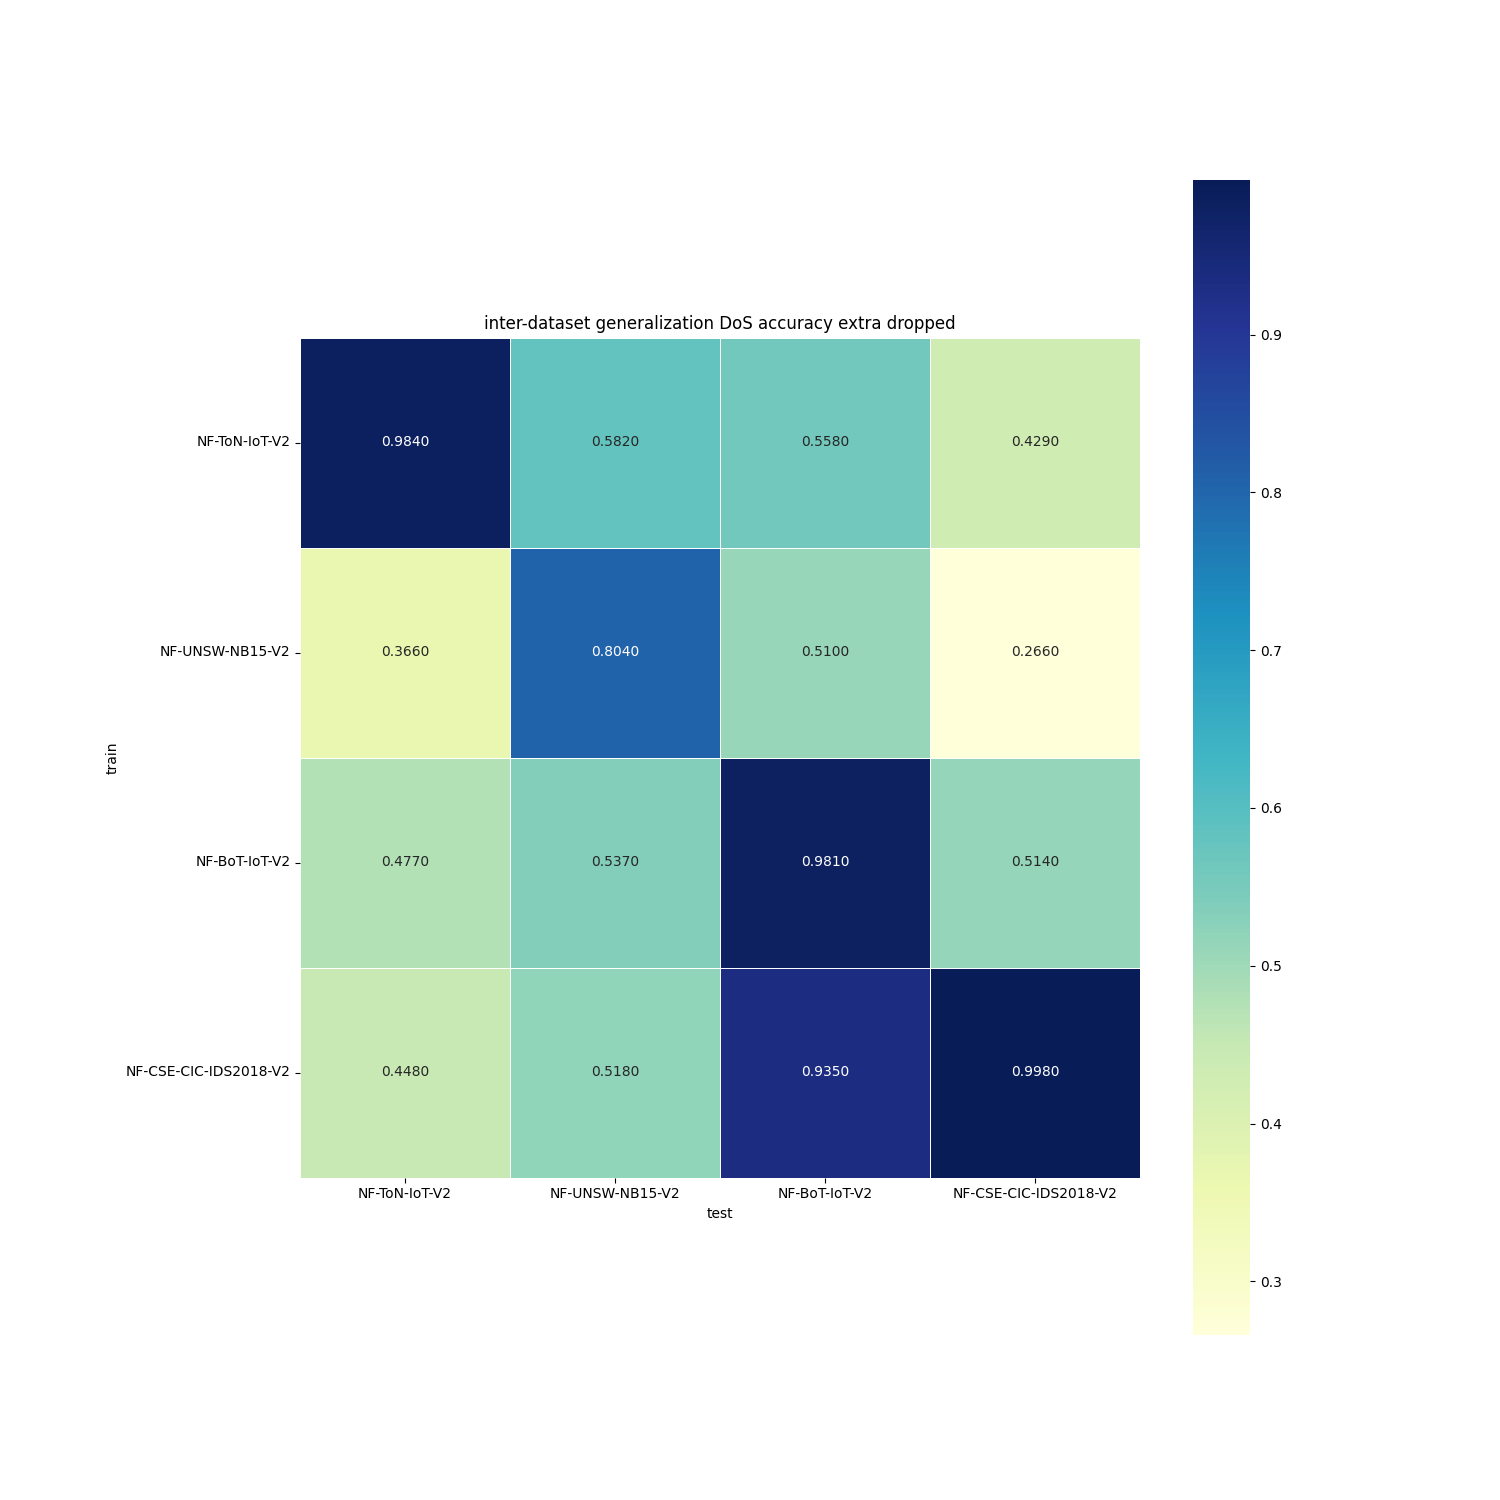 inter-dataset generalization DoS accuracy extra dropped
train
NF-ToN-IoT-V2 0.9840 0.5820 0.5580 0.4290
NF-UNSW-NB15-V2 0.3660 0.8040 0.5100 0.2660
NF-BoT-IoT-V2 0.4770 0.5370 0.9810 0.5140
NF-CSE-CIC-IDS2018-V2 0.4480 0.5180 0.9350 0.9980
NF-ToN-IoT-V2 NF-UNSW-NB15-V2 NF-BoT-IoT-V2 NF-CSE-CIC-IDS2018-V2
test
0.9
0.8
0.7
0.6
0.5
0.4
0.3